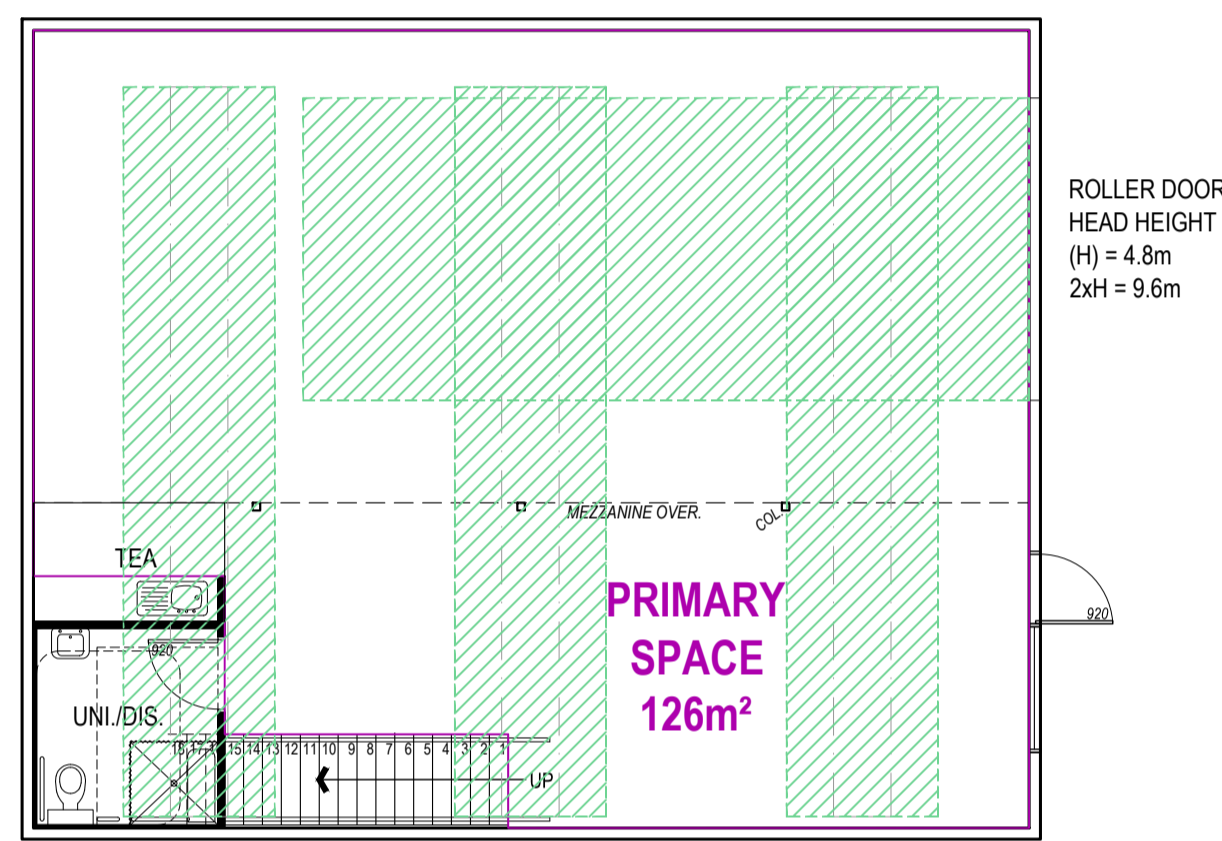 ROLLER DOOR
HEAD HEIGHT
(H) = 4.8m
2xH = 9.6m
MEZZANINE OVER.
COL.
TEA
PRIMARY
SPACE
126m²
920
920
UNI./DIS.
18 17 15 14 13 12 11 10 9 8 7 6 5 4 3 2 1
UP